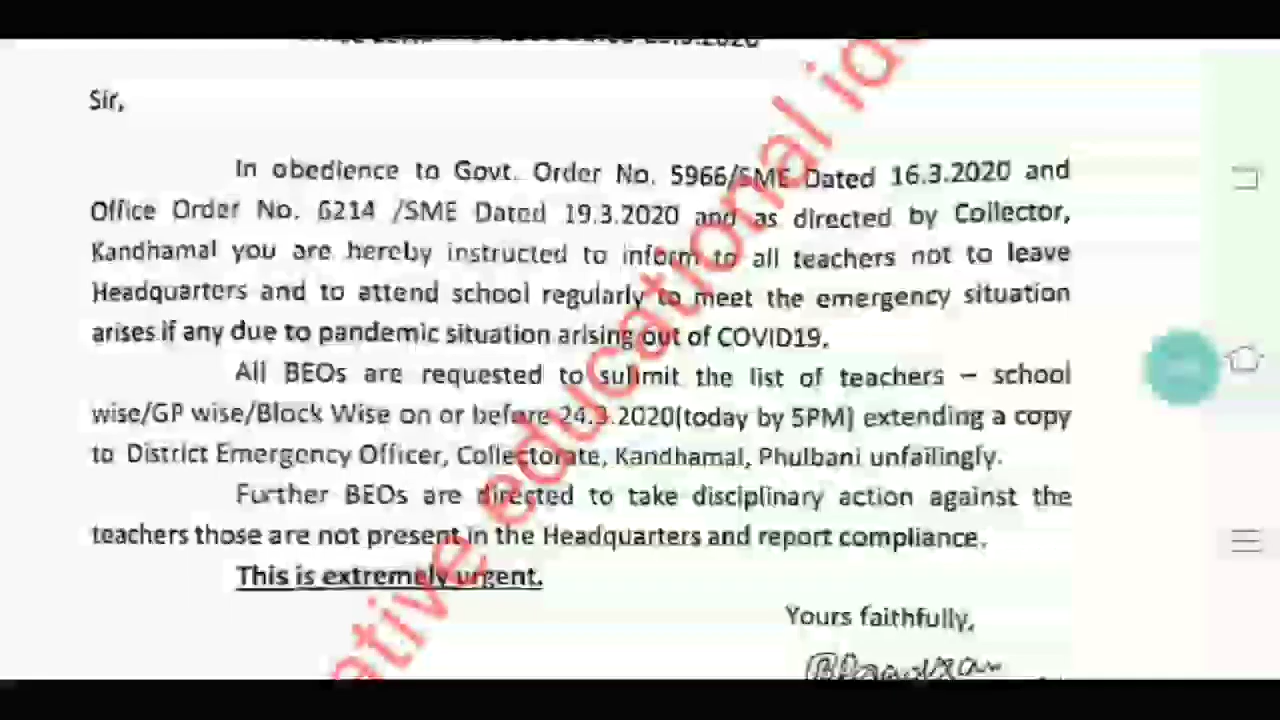 Sir,
In obedience to Govt. Order No. 5966/SME Dated 16.3.2020 and
Office Order No. 6214 /SME Dated 19.3.2020 and as directed by Collector,
Kandhamal you are hereby instructed to inform to all teachers not to leave
Headquarters and to attend school regularly to meet the emergency situation
arises if any due to pandemic situation arising out of COVID19.
All BEOs are requested to submit the list of teachers – school
wise/GP wise/Block Wise on or before 24.3.2020(today by 5PM) extending a copy
to District Emergency Officer, Collectorate, Kandhamal, Phulbani unfailingly.
Further BEOs are directed to take disciplinary action against the
teachers those are not present in the Headquarters and report compliance.
This is extremely urgent.
Yours faithfully,
educational